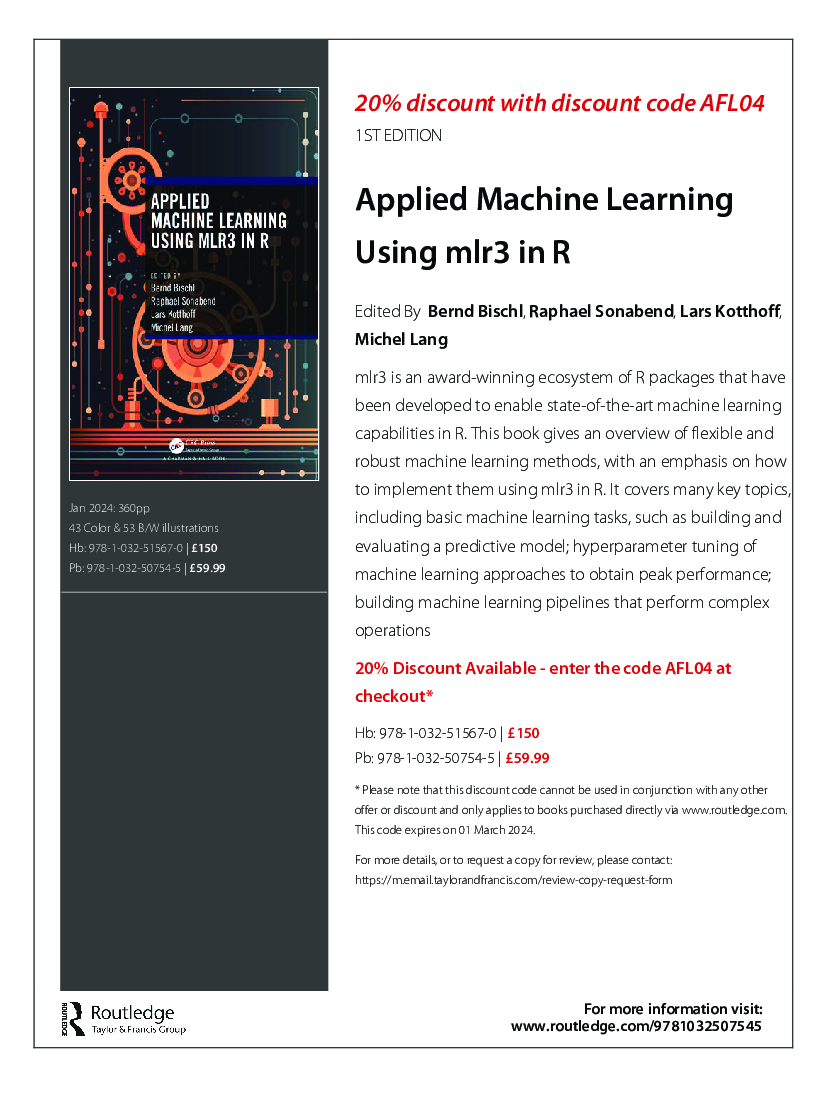 APPLIED
MACHINE LEARNING
USING MLR3 IN R
EDITED BY
Bernd Bischl
Raphael Sonabend
Lars Kotthoff
Michel Lang
CRC Press
Taylor & Francis Group
A CHAPMAN & HALL BOOK
Jan 2024: 360pp
43 Color & 53 B/W illustrations
Hb: 978-1-032-51567-0 | £150
Pb: 978-1-032-50754-5 | £59.99
20% discount with discount code AFL04
1ST EDITION
Applied Machine Learning
Using mlr3 in R
Edited By Bernd Bischl, Raphael Sonabend, Lars Kotthoff,
Michel Lang
mlr3 is an award-winning ecosystem of R packages that have
been developed to enable state-of-the-art machine learning
capabilities in R. This book gives an overview of flexible and
robust machine learning methods, with an emphasis on how
to implement them using mlr3 in R. It covers many key topics,
including basic machine learning tasks, such as building and
evaluating a predictive model; hyperparameter tuning of
machine learning approaches to obtain peak performance;
building machine learning pipelines that perform complex
operations
20% Discount Available - enter the code AFL04 at
checkout*
Hb: 978-1-032-51567-0 | £150
Pb: 978-1-032-50754-5 | £59.99
* Please note that this discount code cannot be used in conjunction with any other
offer or discount and only applies to books purchased directly via www.routledge.com.
This code expires on 01 March 2024.
For more details, or to request a copy for review, please contact:
https://m.email.taylorandfrancis.com/review-copy-request-form
ROUTLEDGE
Routledge
Taylor & Francis Group
For more information visit:
www.routledge.com/9781032507545